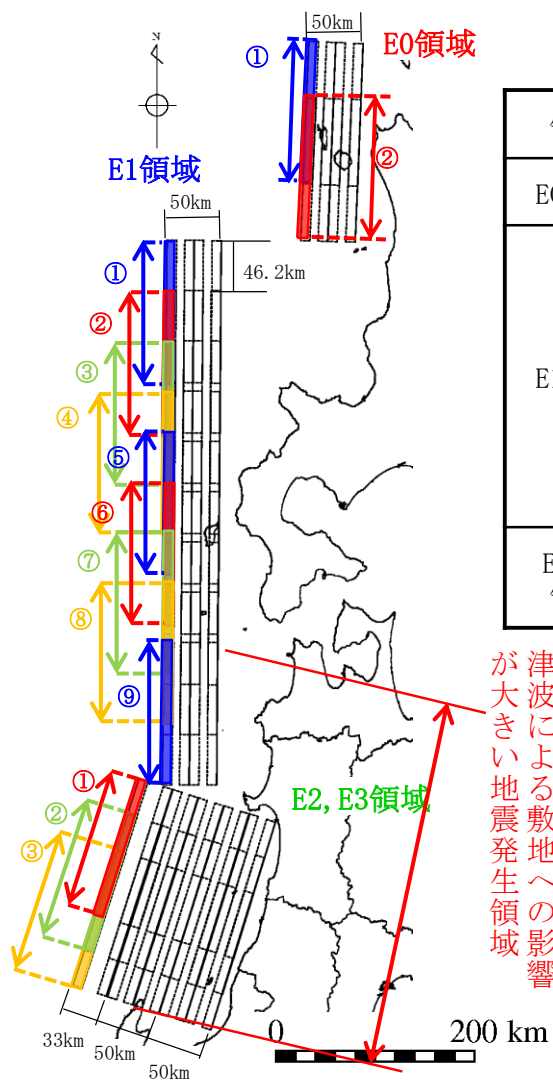 50km
E0領域
①
②
N
E1領域
50km
46.2km
①
②
③
④
⑤
⑥
⑦
⑧
⑨
E2,E3領域
①
②
③
33km
50km
50km
0 200 km
E
津波による敷地への影響
が大きい地震発生領域